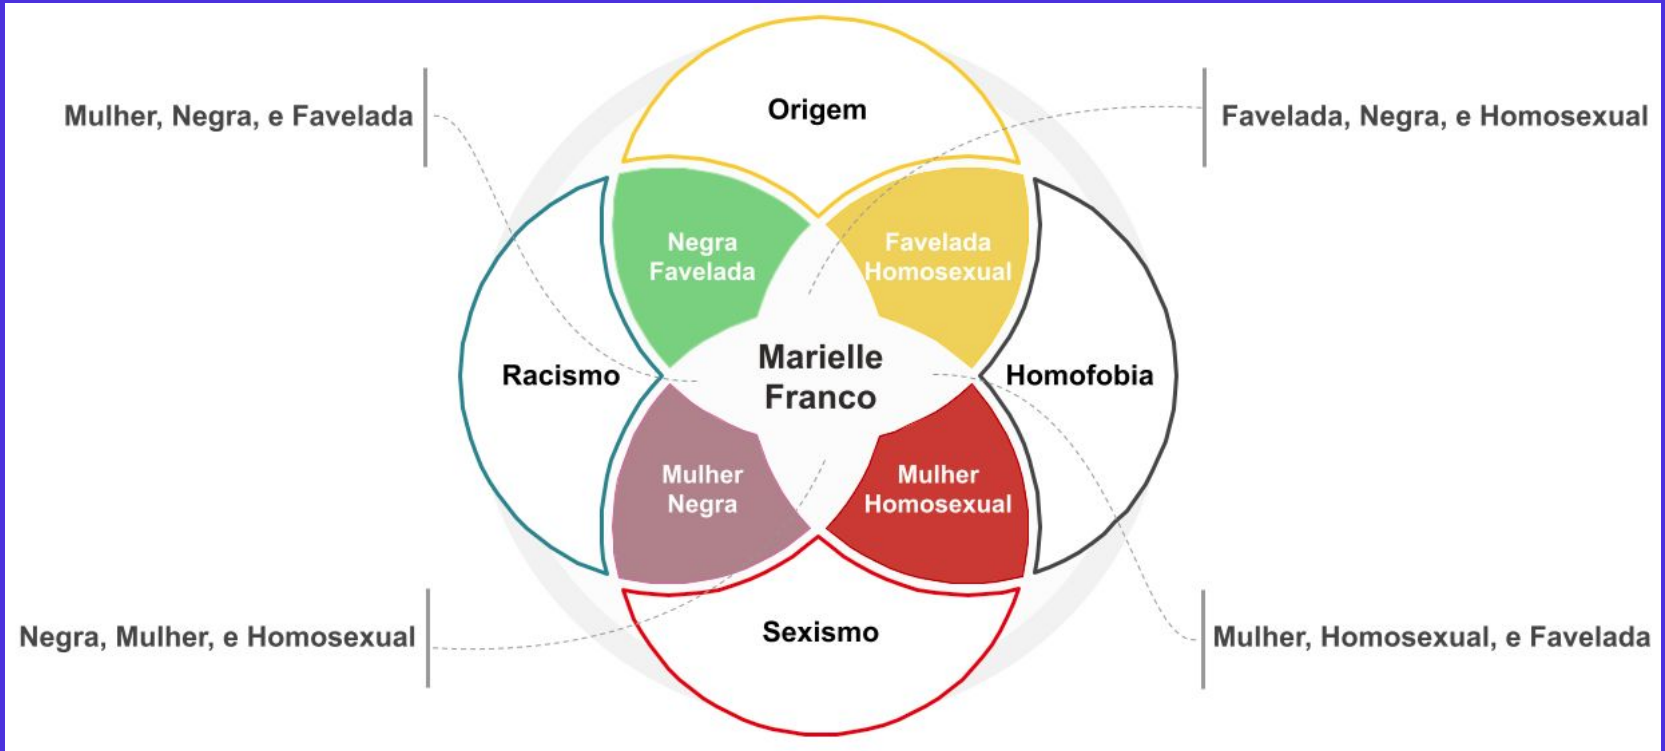 Origem
Mulher, Negra, e Favelada
Favelada, Negra, e Homosexual
Negra
Favelada
Favelada
Homosexual
Racismo
Marielle
Franco
Homofobia
Mulher
Negra
Mulher
Homosexual
Sexismo
Negra, Mulher, e Homosexual
Mulher, Homosexual, e Favelada